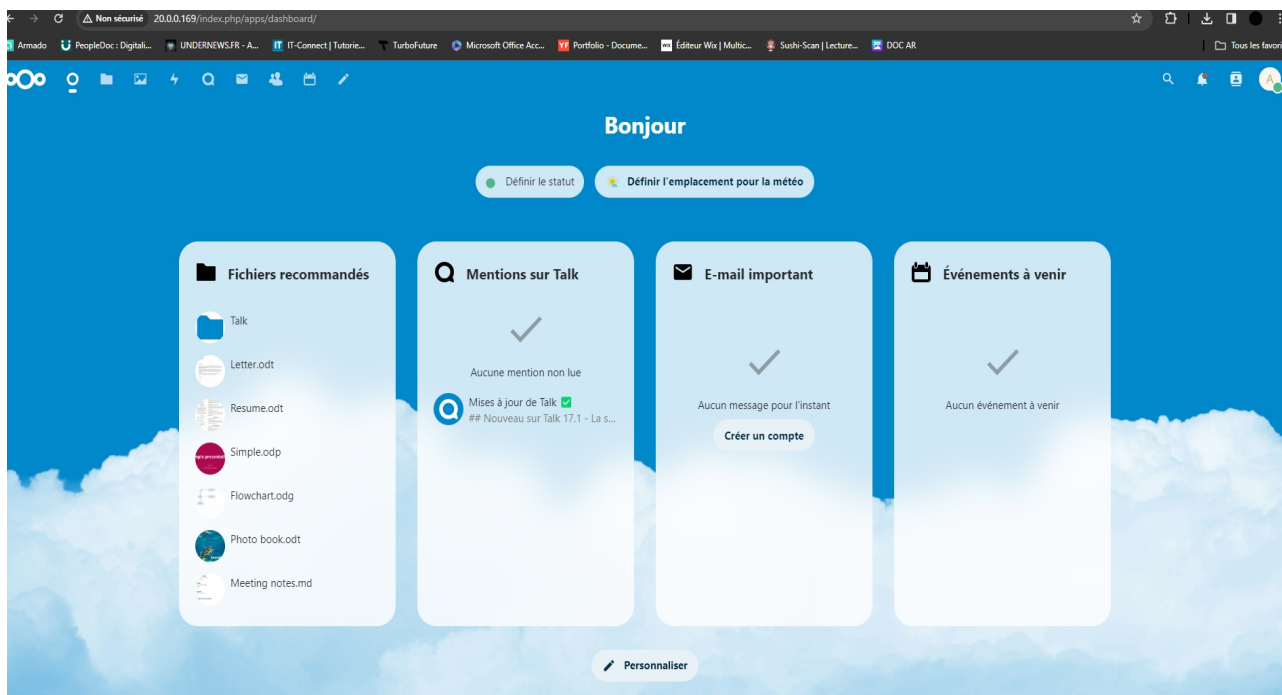 Non sécurisé 20.0.0.169/index.php/apps/dashboard/
Armado PeopleDoc : Digitali... UNDERNEWS.FR - A... IT IT-Connect | Tutorie... TurboFuture Microsoft Office Acc... YF Portfolio - Docume... WIX Éditeur Wix | Multic... Sushi-Scan | Lecture... DOC AR Tous les favori
A
Bonjour
Définir le statut Définir l'emplacement pour la météo
Fichiers recommandés
Talk
Letter.odt
Resume.odt
Simple.odp
Flowchart.odg
Photo book.odt
Meeting notes.md
Mentions sur Talk
Aucune mention non lue
Mises à jour de Talk ✅
## Nouveau sur Talk 17.1 - La s...
E-mail important
Aucun message pour l'instant
Créer un compte
Événements à venir
Aucun événement à venir
Personnaliser